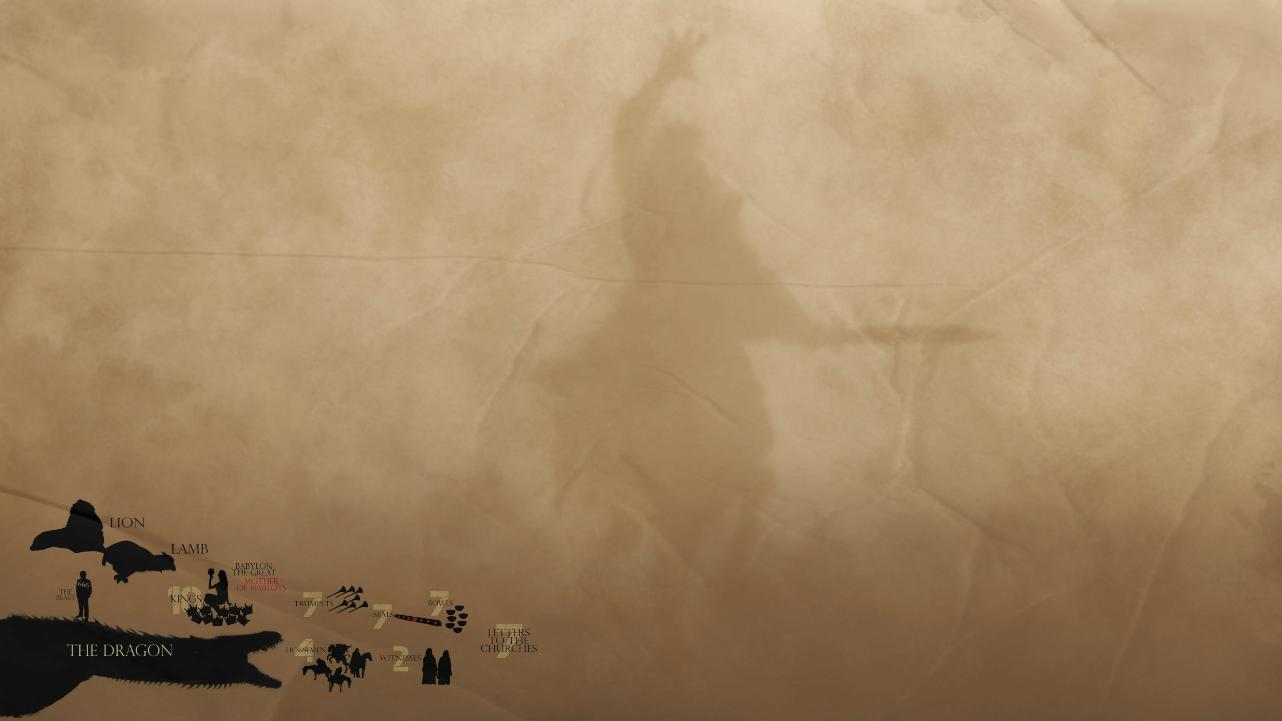 LION
LAMB
BABYLON
THE GREAT
MOTHER
OF HARLOTS
THE
BEAST
666
10
KINGS
7
TRUMPETS
7
SEALS
7
BOWLS
7
LETTERS
TO THE
CHURCHES
THE DRAGON
4
HORSEMEN
2
WITNESSES